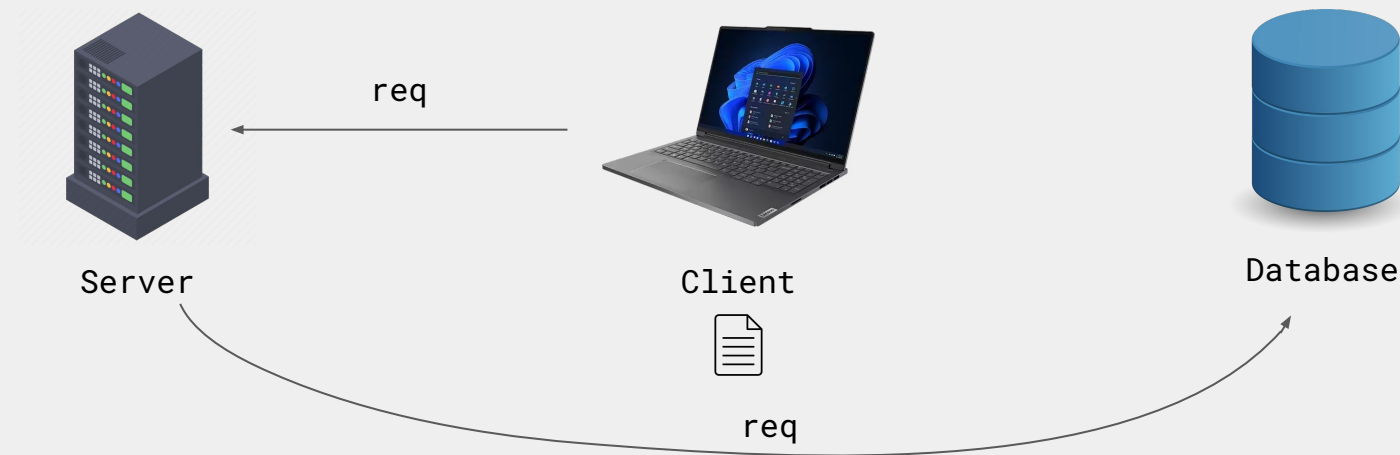 req
Server
Client
Database
req